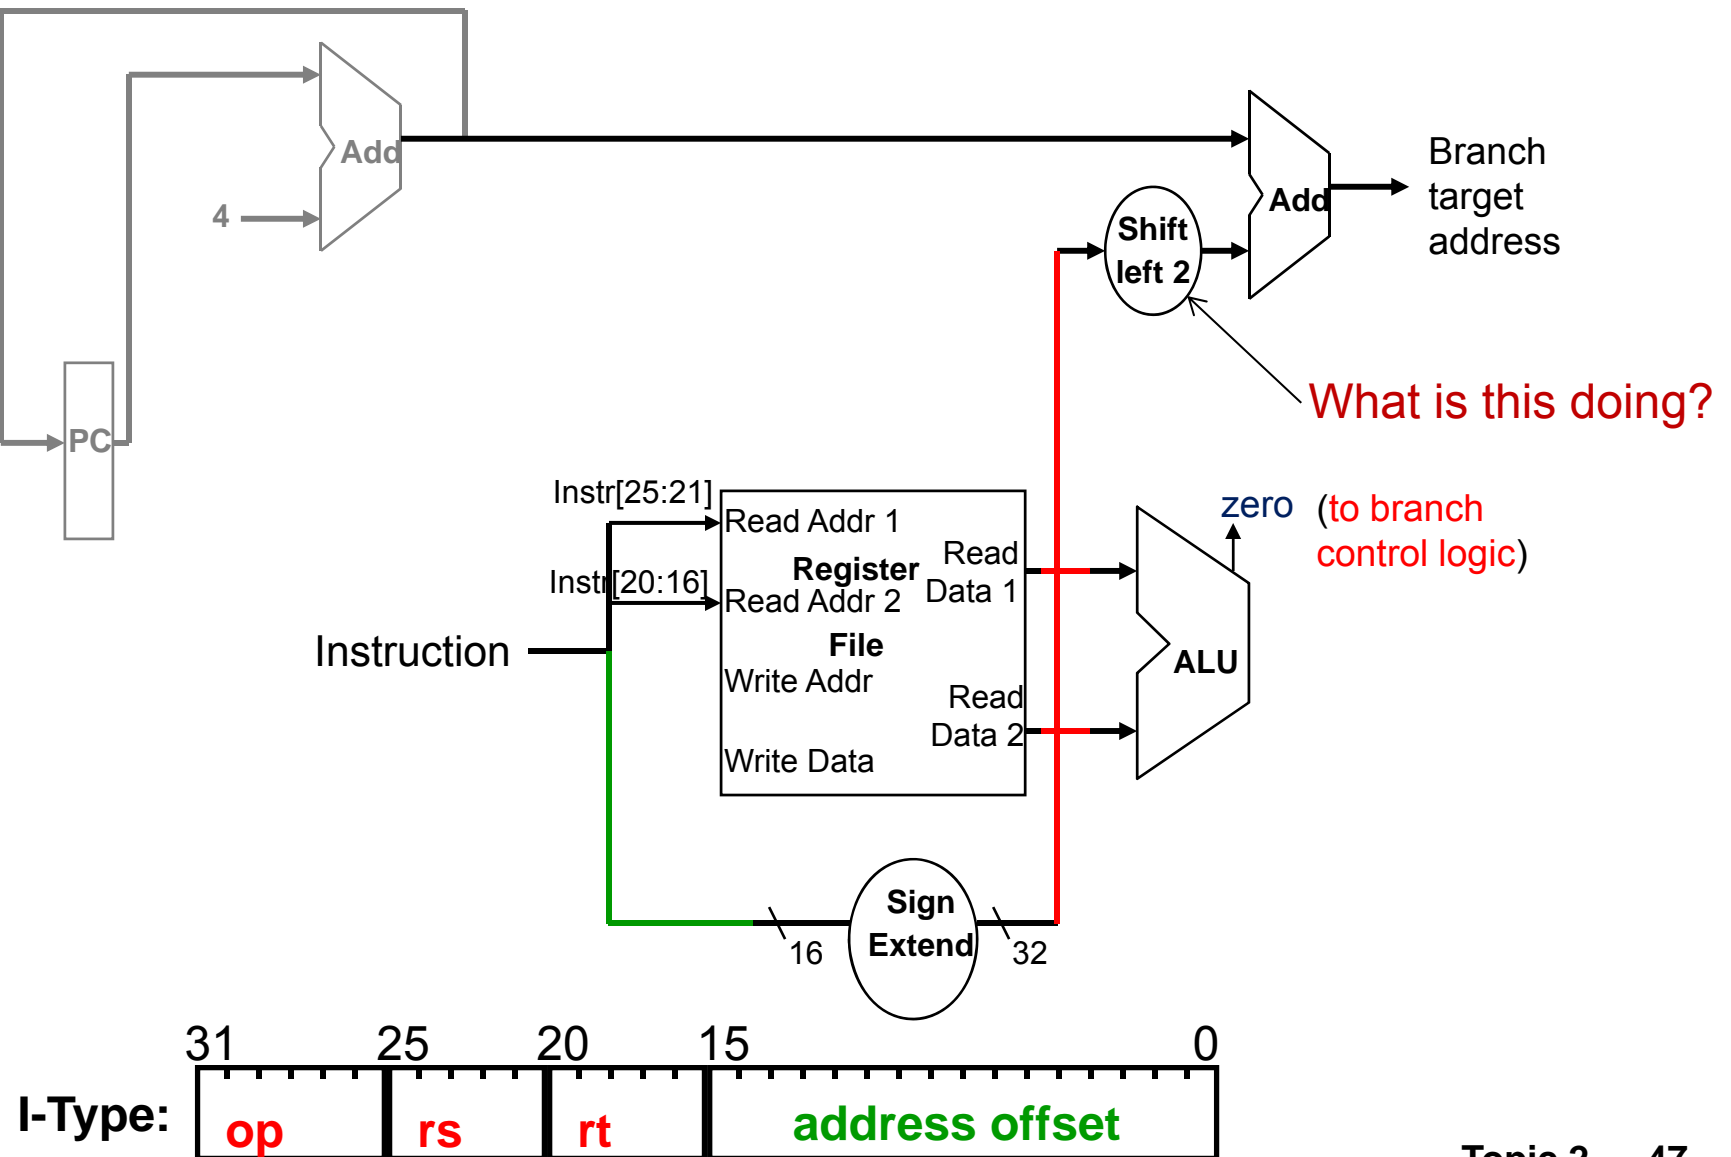 Add
4
Add
Branch
target
address
Shift
left 2
What is this doing?
PC
Instr[25:21]
Read Addr 1
Register
Instr[20:16]
Read Addr 2
File
Write Addr
Write Data
Read
Data 1
Read
Data 2
Instruction
zero (to branch
control logic)
ALU
Sign
Extend
16
32
31 25 20 15 0
I-Type: op rs rt address offset
Topic 2 47